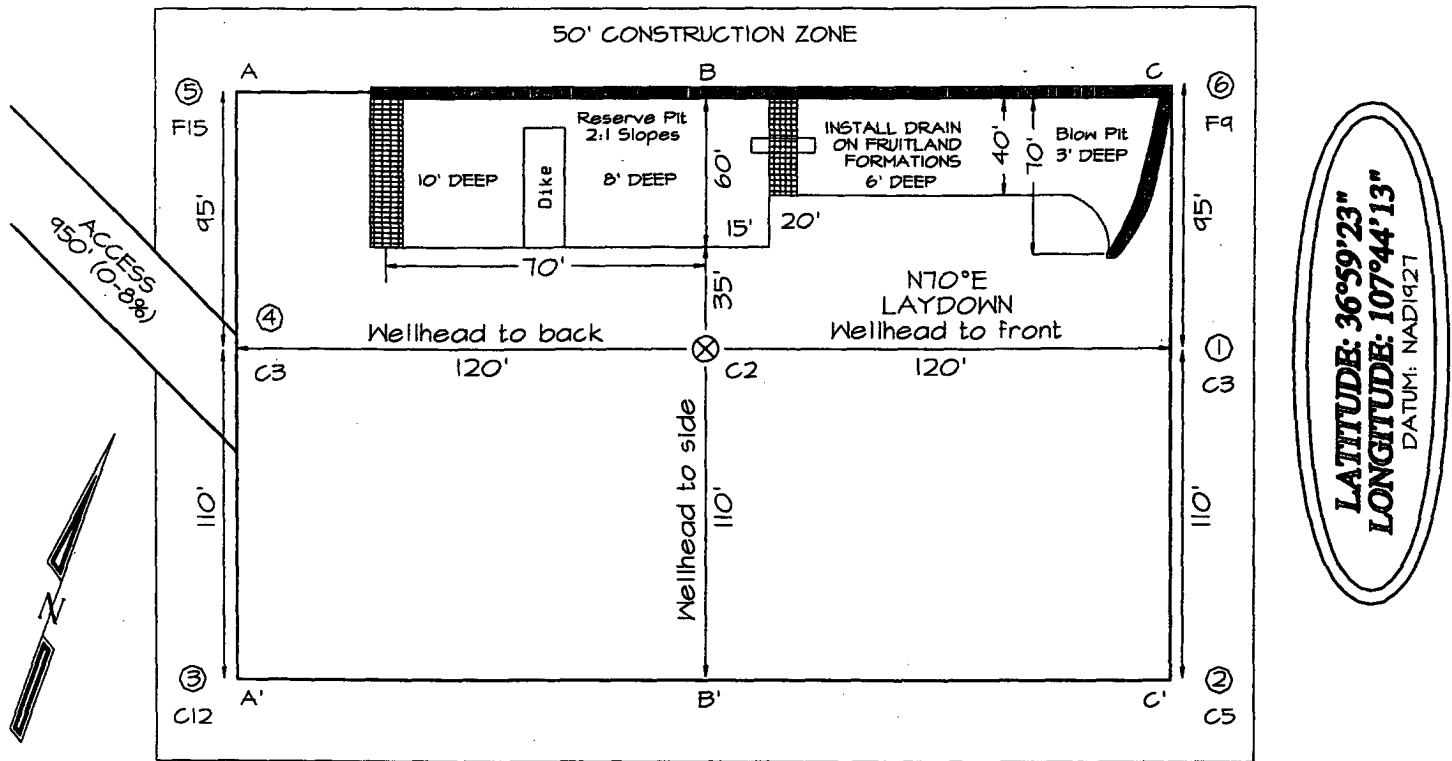 50' CONSTRUCTION ZONE
A
B
C
5
6
F15
F9
Reserve Pit
2:1 Slopes
INSTALL DRAIN
ON FRUITLAND
FORMATIONS
6' DEEP
Blow Pit
3' DEEP
10' DEEP
Dike
8' DEEP
60'
40'
70'
95'
95'
15'
20'
ACCESS
950' (0-8%)
70'
35'
N70°E
LAYDOWN
4
Wellhead to back
Wellhead to front
1
C3
120'
C2
120'
C3
Wellhead to side
110'
110'
110'
N
3
A'
B'
C'
2
C12
C5
LATITUDE: 36°59'23"
LONGITUDE: 107°44'13"
DATUM: NAD1927